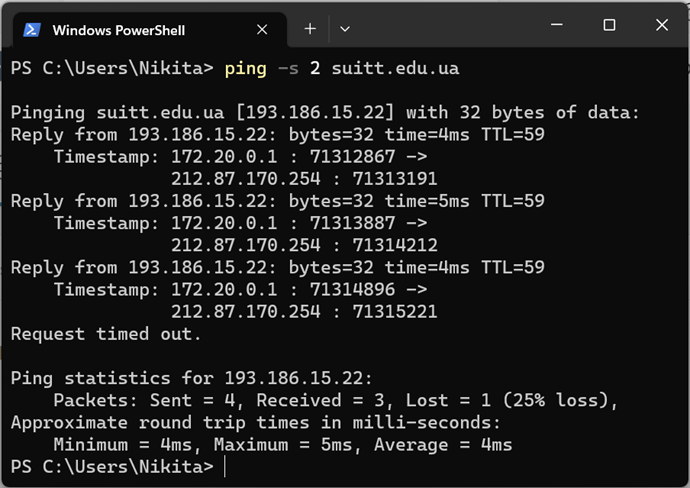 Windows PowerShell
PS C:\Users\Nikita> ping -s 2 suitt.edu.ua
Pinging suitt.edu.ua [193.186.15.22] with 32 bytes of data:
Reply from 193.186.15.22: bytes=32 time=4ms TTL=59
    Timestamp: 172.20.0.1 : 71312867 ->
               212.87.170.254 : 71313191
Reply from 193.186.15.22: bytes=32 time=5ms TTL=59
    Timestamp: 172.20.0.1 : 71313887 ->
               212.87.170.254 : 71314212
Reply from 193.186.15.22: bytes=32 time=4ms TTL=59
    Timestamp: 172.20.0.1 : 71314896 ->
               212.87.170.254 : 71315221
Request timed out.
Ping statistics for 193.186.15.22:
    Packets: Sent = 4, Received = 3, Lost = 1 (25% loss),
Approximate round trip times in milli-seconds:
    Minimum = 4ms, Maximum = 5ms, Average = 4ms
PS C:\Users\Nikita>